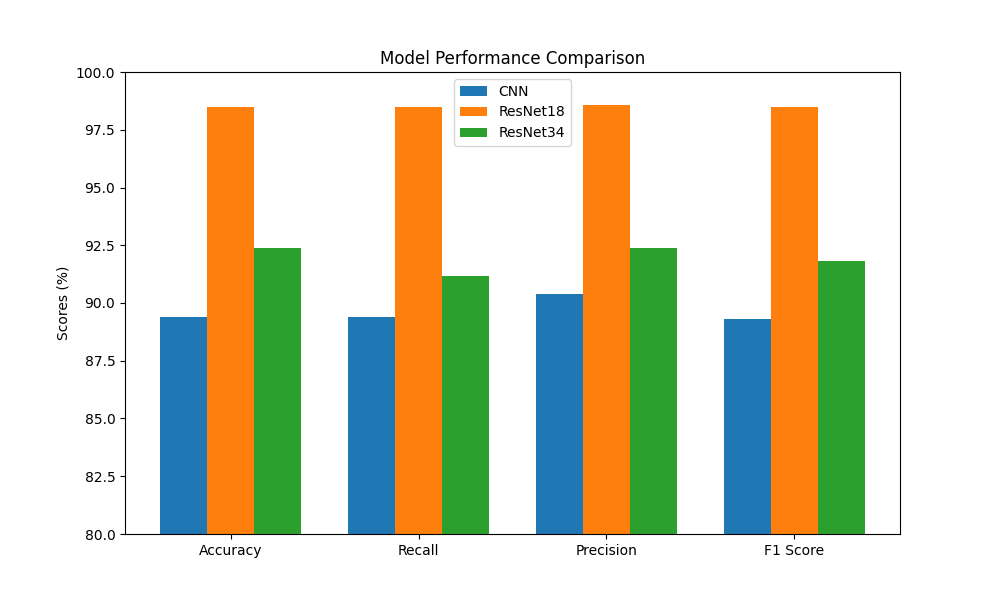 Model Performance Comparison
CNN
ResNet18
ResNet34
Scores (%)
100.0
97.5
95.0
92.5
90.0
87.5
85.0
82.5
80.0
Accuracy
Recall
Precision
F1 Score